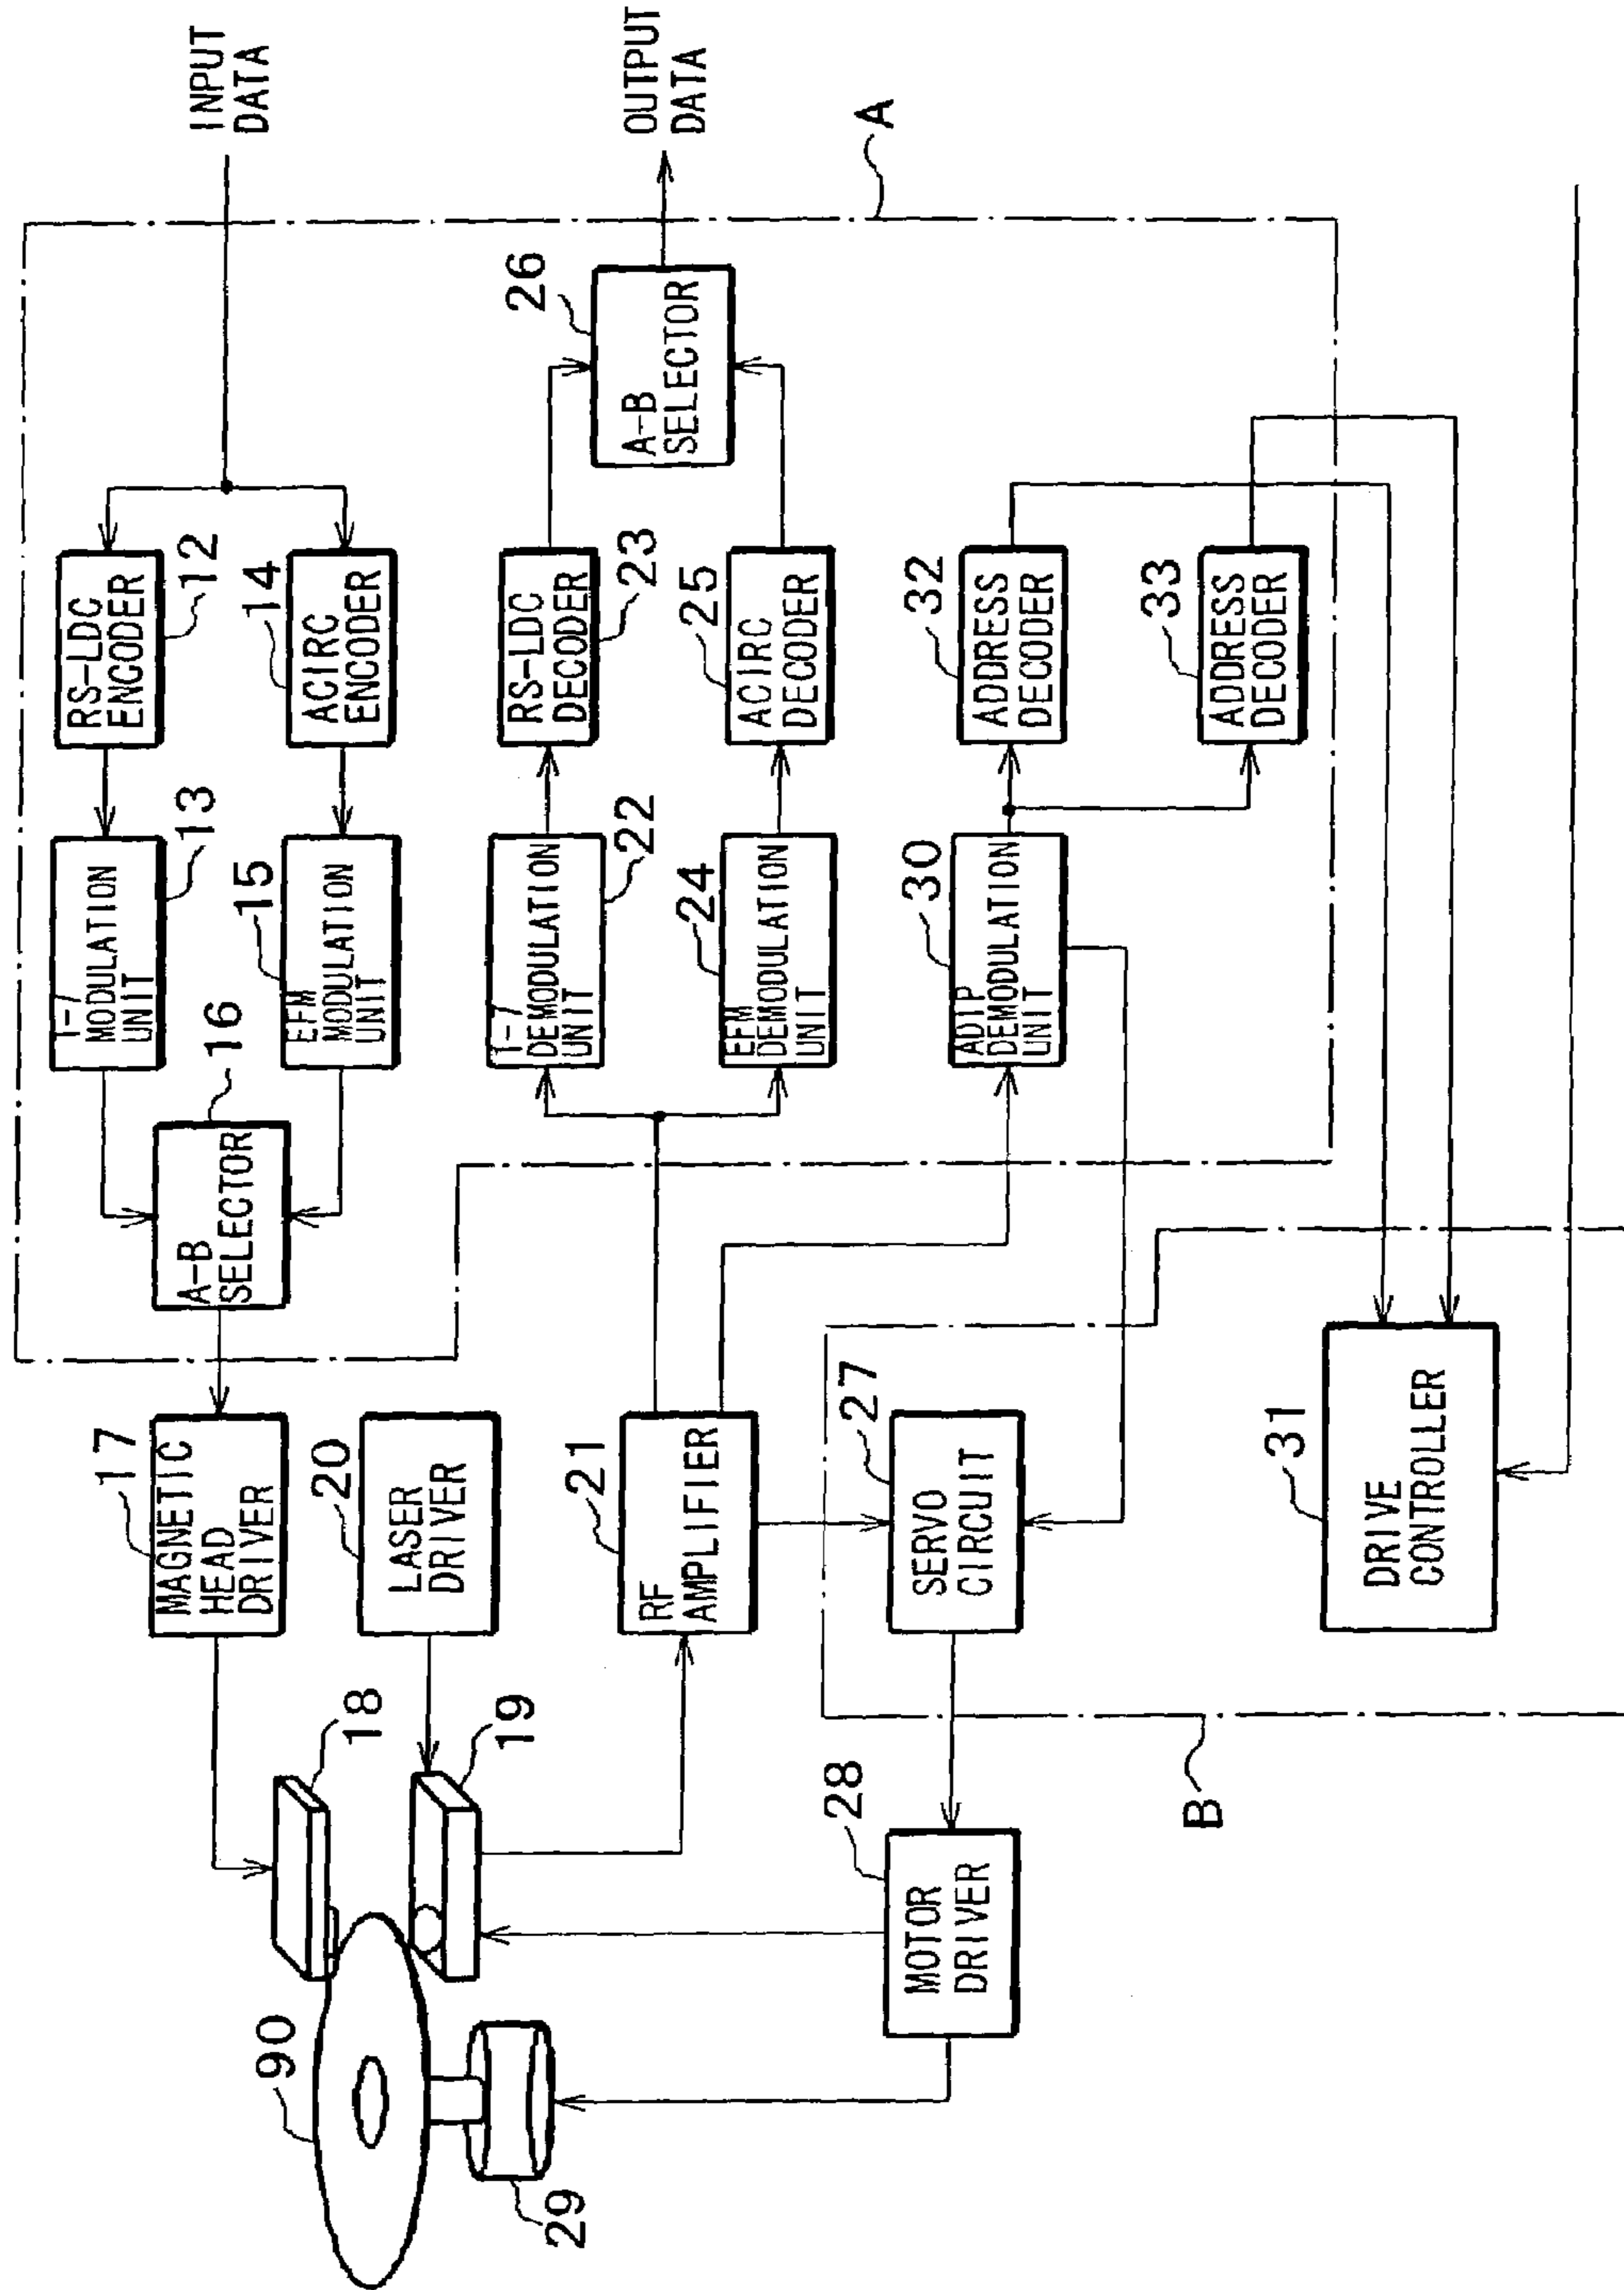 INPUT
DATA
OUTPUT
DATA
A
RS-LDC
ENCODER
12
ACIRC
ENCODER
14
1-7
MODULATION
UNIT
13
EFM
MODULATION
UNIT
15
A-B
SELECTOR
16
MAGNETIC
HEAD
DRIVER
17
LASER
DRIVER
20
18
19
90
29
RF
AMPLIFIER
21
1-7
DEMODULATION
UNIT
22
RS-LDC
DECODER
23
EFM
DEMODULATION
UNIT
24
ACIRC
DECODER
25
A-B
SELECTOR
26
ADIP
DEMODULATION
UNIT
30
ADDRESS
DECODER
32
ADDRESS
DECODER
33
SERVO
CIRCUIT
27
MOTOR
DRIVER
28
DRIVE
CONTROLLER
31
B